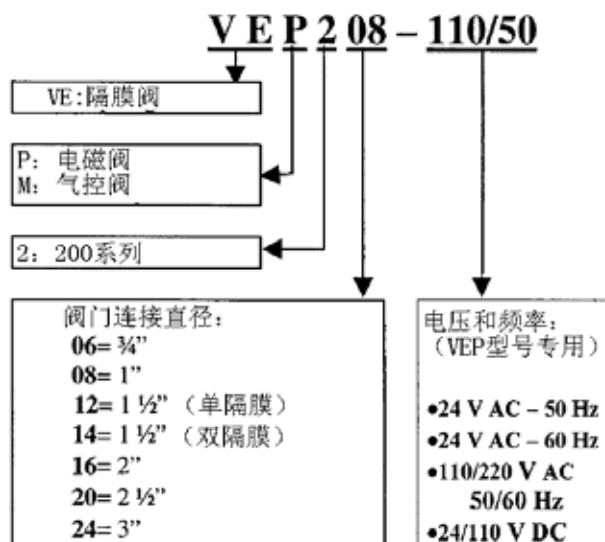 VEP208-110/50
VE:隔膜阀
P: 电磁阀
M: 气控阀
2: 200系列
阀门连接直径:
06= ¾”
08= 1”
12= 1 ½” (单隔膜)
14= 1 ½” (双隔膜)
16= 2”
20= 2 ½”
24= 3”
电压和频率:
(VEP型号专用)
•24 V AC – 50 Hz
•24 V AC – 60 Hz
•110/220 V AC
50/60 Hz
•24/110 V DC